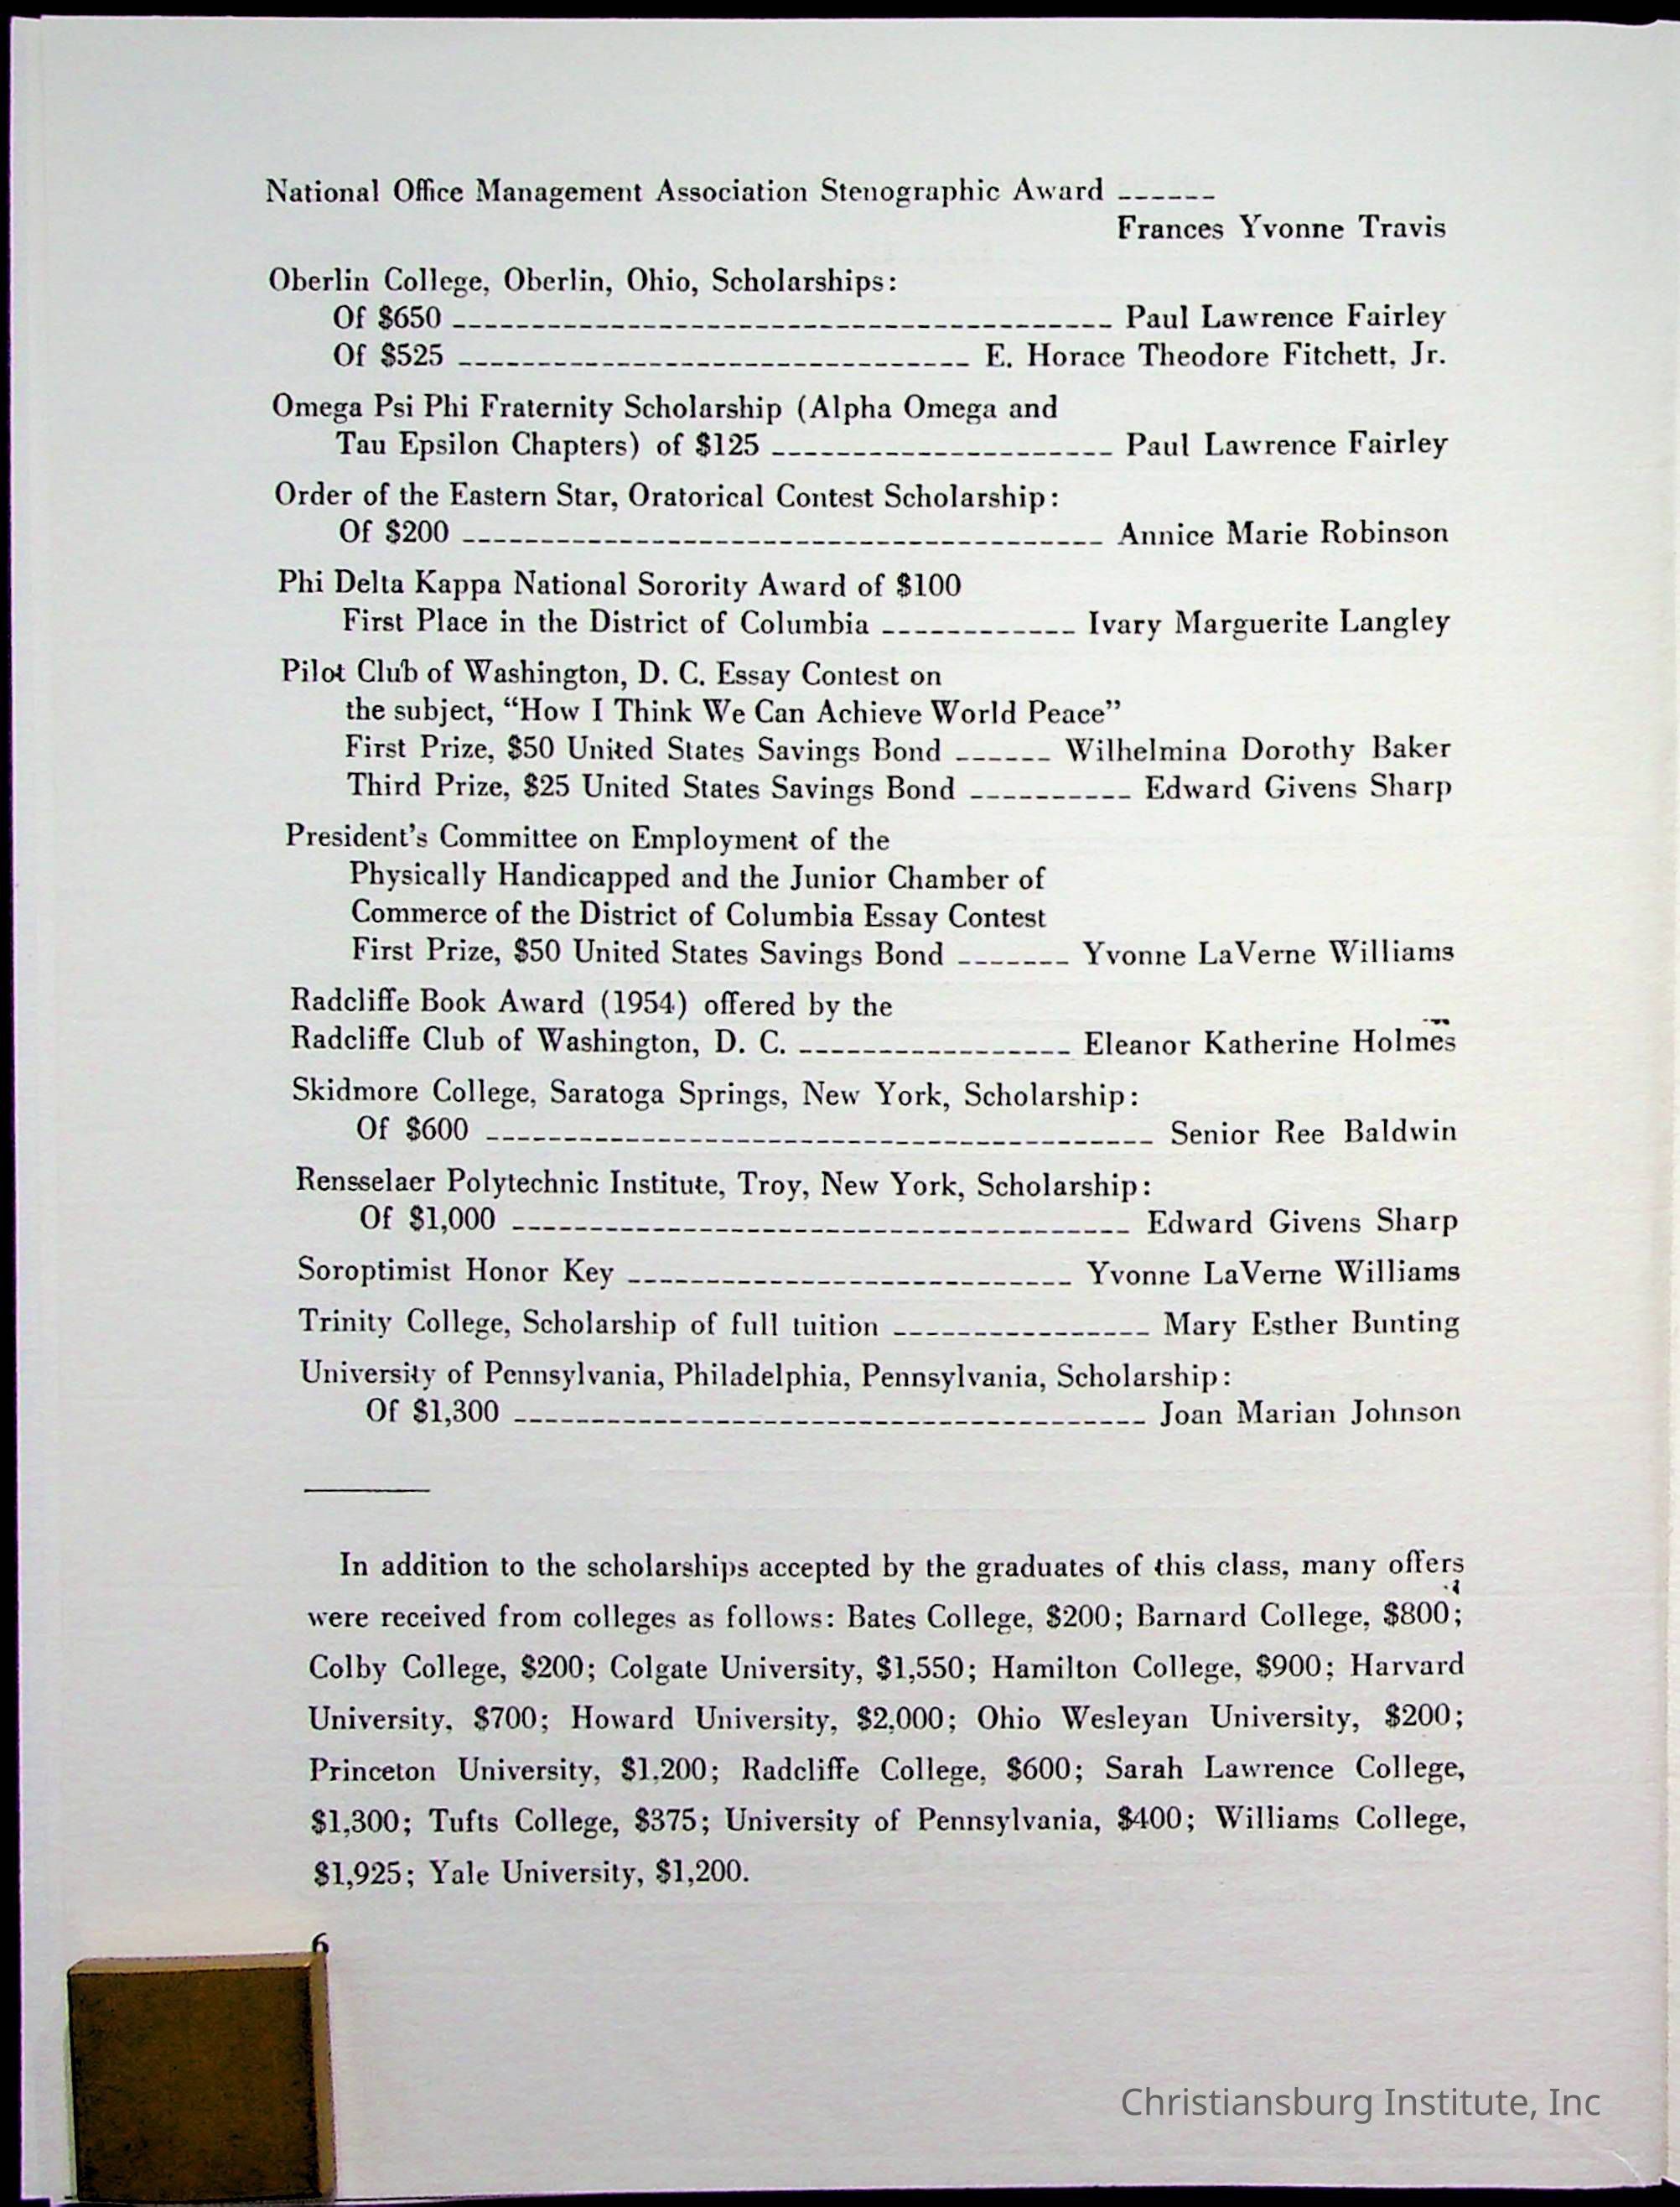 National Office Management Association Stenographic Award ------
Frances Yvonne Travis
Oberlin College, Oberlin, Ohio, Scholarships:
Of $650 ------------------------------------------ Paul Lawrence Fairley
Of $525 --------------------------------- E. Horace Theodore Fitchett, Jr.
Omega Psi Phi Fraternity Scholarship (Alpha Omega and
Tau Epsilon Chapters) of $125 ---------------------- Paul Lawrence Fairley
Order of the Eastern Star, Oratorical Contest Scholarship:
Of $200 ----------------------------------------- Annice Marie Robinson
Phi Delta Kappa National Sorority Award of $100
First Place in the District of Columbia ------------ Ivary Marguerite Langley
Pilot Club of Washington, D. C. Essay Contest on
the subject, “How I Think We Can Achieve World Peace”
First Prize, $50 United States Savings Bond ------ Wilhelmina Dorothy Baker
Third Prize, $25 United States Savings Bond ---------- Edward Givens Sharp
President’s Committee on Employment of the
Physically Handicapped and the Junior Chamber of
Commerce of the District of Columbia Essay Contest
First Prize, $50 United States Savings Bond ------- Yvonne LaVerne Williams
Radcliffe Book Award (1954) offered by the
Radcliffe Club of Washington, D. C. ----------------- Eleanor Katherine Holmes
Skidmore College, Saratoga Springs, New York, Scholarship:
Of $600 ------------------------------------------- Senior Ree Baldwin
Rensselaer Polytechnic Institute, Troy, New York, Scholarship:
Of $1,000 --------------------------------------- Edward Givens Sharp
Soroptimist Honor Key ---------------------------- Yvonne LaVerne Williams
Trinity College, Scholarship of full tuition ---------------- Mary Esther Bunting
University of Pennsylvania, Philadelphia, Pennsylvania, Scholarship:
Of $1,300 ---------------------------------------- Joan Marian Johnson
In addition to the scholarships accepted by the graduates of this class, many offers
were received from colleges as follows: Bates College, $200; Barnard College, $800;
Colby College, $200; Colgate University, $1,550; Hamilton College, $900; Harvard
University, $700; Howard University, $2,000; Ohio Wesleyan University, $200;
Princeton University, $1,200; Radcliffe College, $600; Sarah Lawrence College,
$1,300; Tufts College, $375; University of Pennsylvania, $400; Williams College,
$1,925; Yale University, $1,200.
6
Christiansburg Institute, Inc